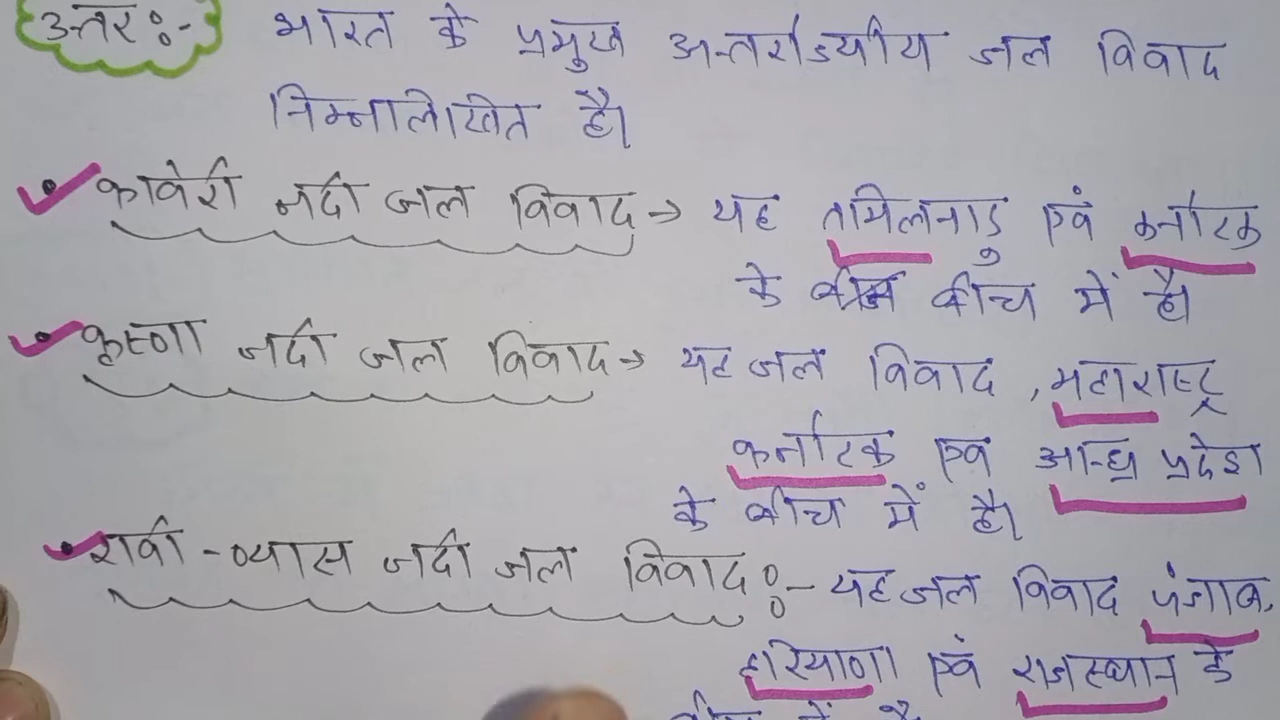 उत्तर:- भारत के प्रमुख अन्तर्राज्यीय जल विवाद
निम्नलिखित है।
• कावेरी नदी जल विवाद → यह तमिलनाडु एवं कर्नाटक
के बीच में है।
• कृष्णा नदी जल विवाद → यह जल विवाद, महाराष्ट्र
कर्नाटक एवं आन्ध्र प्रदेश
के बीच में है।
• रावी - व्यास नदी जल विवाद :- यह जल विवाद पंजाब,
हरियाणा एवं राजस्थान के
बीच में है